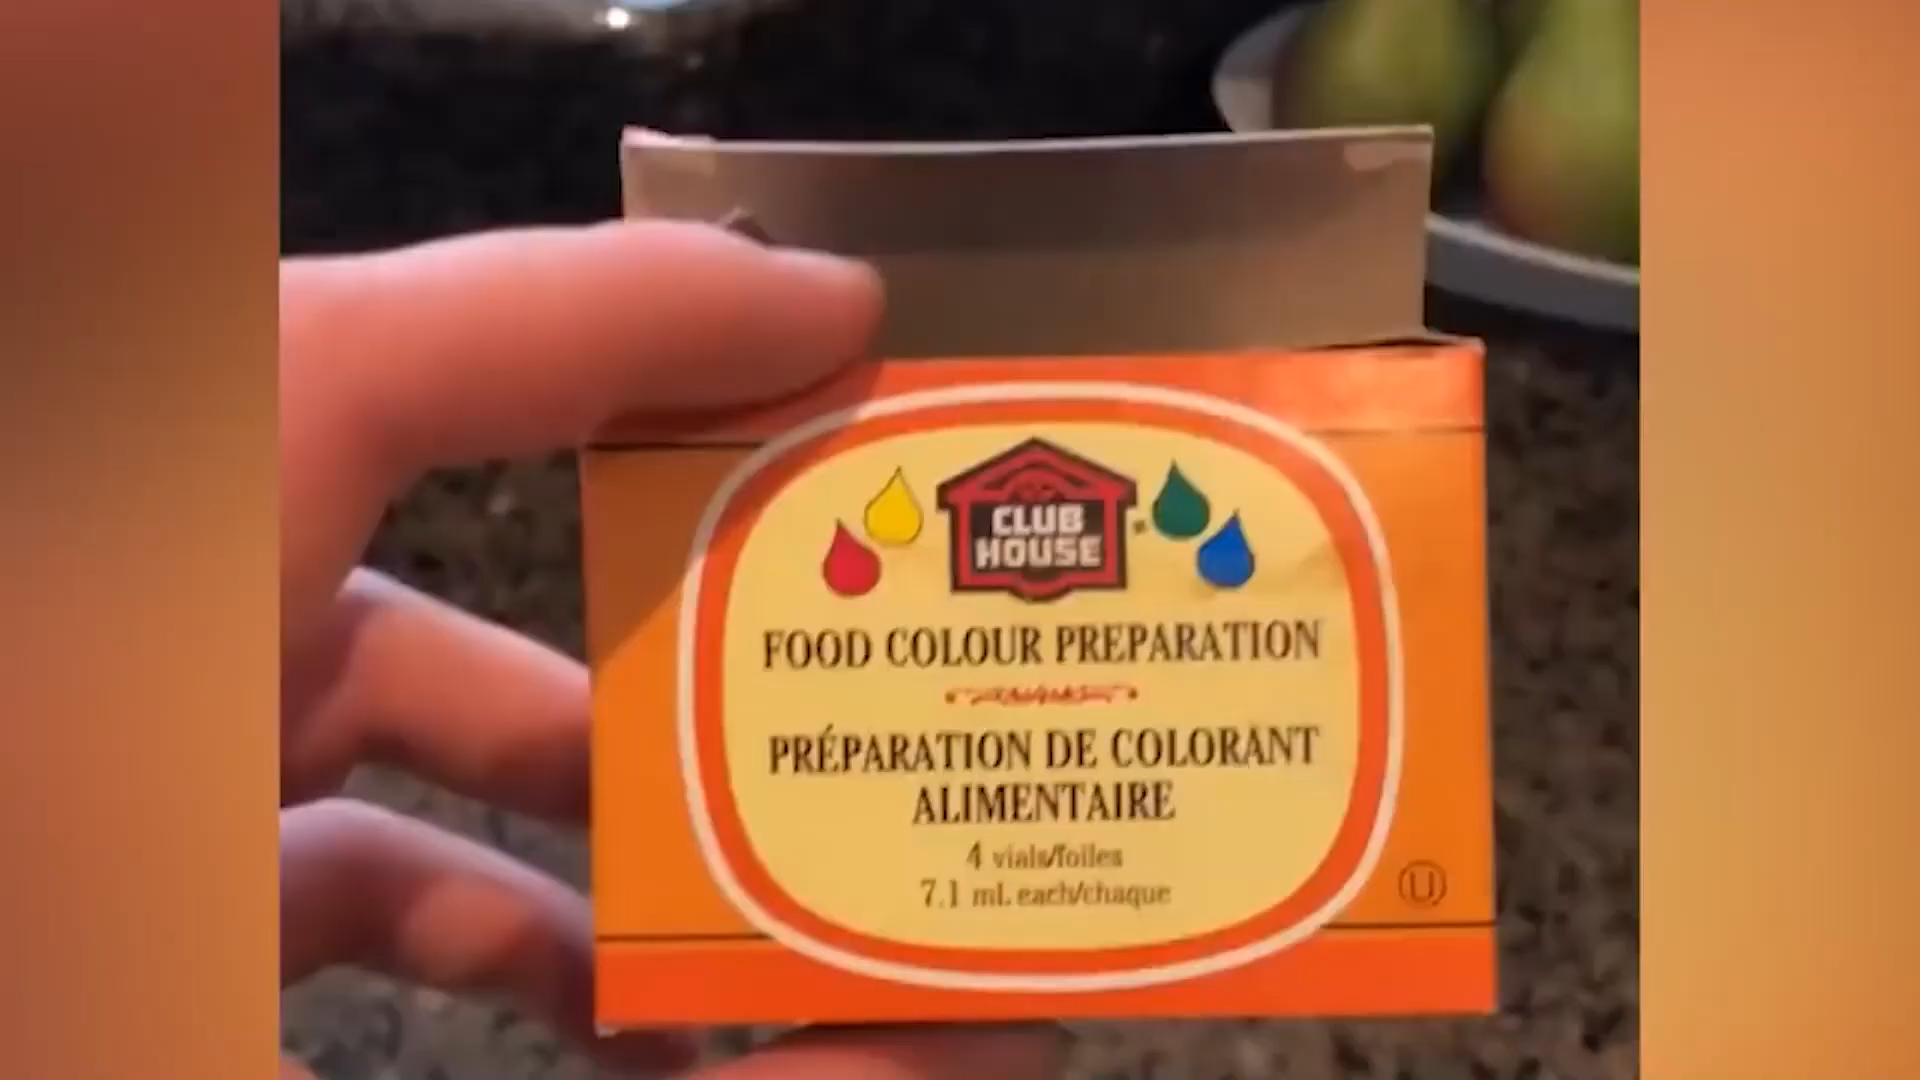 CLUB
HOUSE
FOOD COLOUR PREPARATION
PRÉPARATION DE COLORANT
ALIMENTAIRE
4 vials/fioles
7.1 mL each/chaque
U